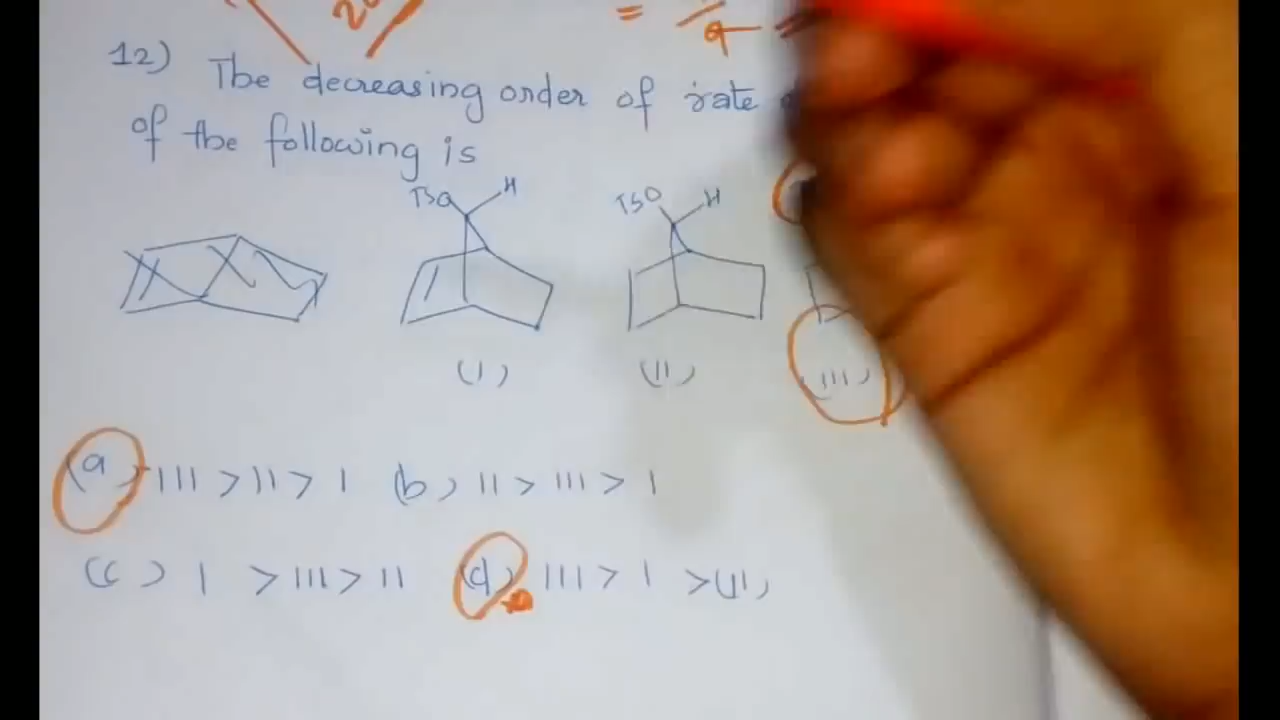 =
12) The decreasing order of rate
of the following is
TSO H TSO H
(I) (II) (III)
(a) III > II > I (b) II > III > I
(c) I > III > II (d) III > I > (II)